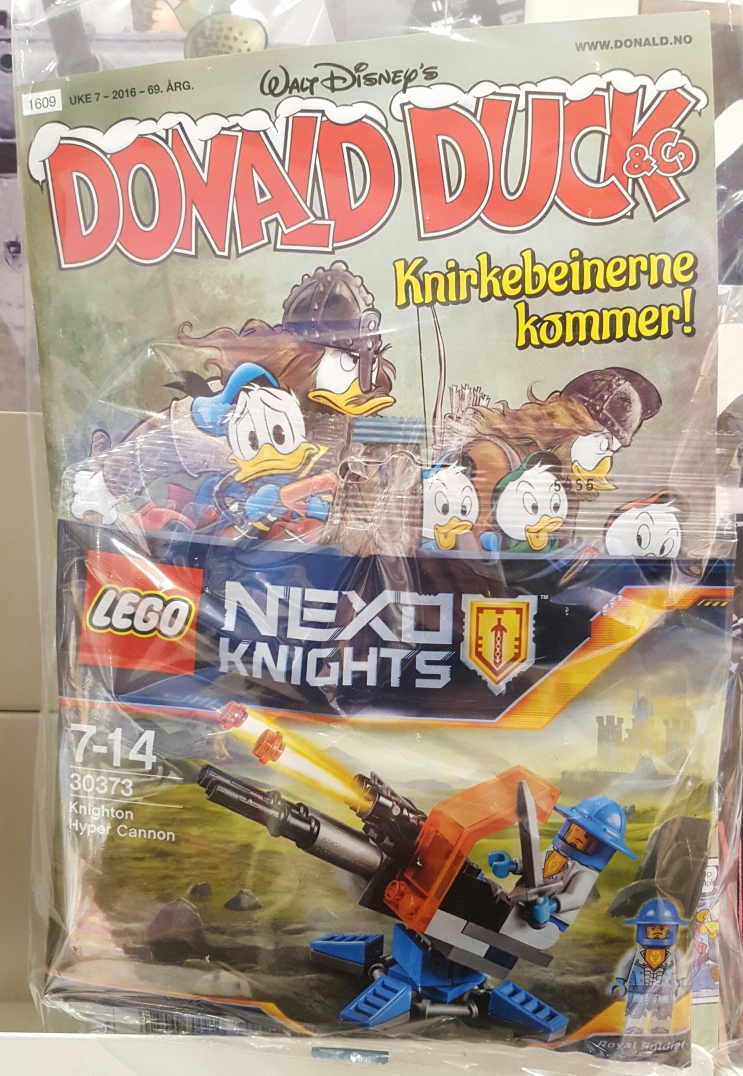 WWW.DONALD.NO
1609 UKE 7 – 2016 – 69. ÅRG.
WALT DISNEY'S
DONALD DUCK & Co
Knirkebeinerne
kommer!
LEGO NEXO
KNIGHTS
™
7-14
30373
Knighton
Hyper Cannon
Royal Soldier